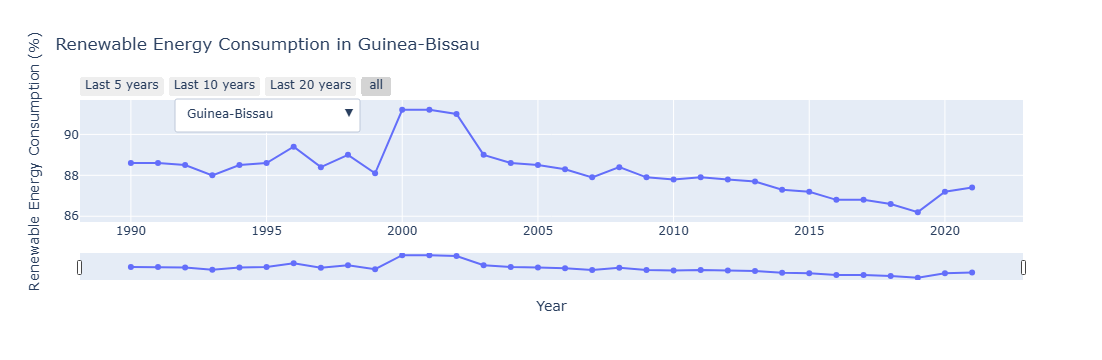 Renewable Energy Consumption in Guinea-Bissau
Last 5 years Last 10 years Last 20 years all
Guinea-Bissau ▼
Renewable Energy Consumption (%)
90
88
86
1990 1995 2000 2005 2010 2015 2020
Year